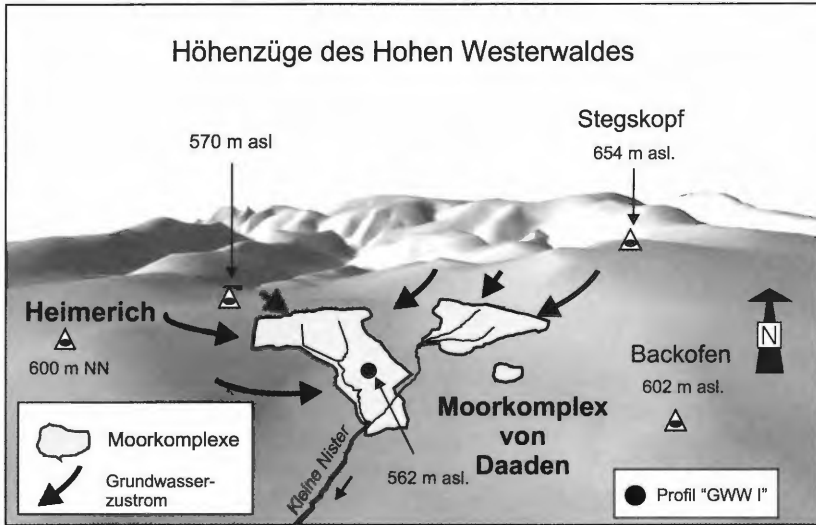 Höhenzüge des Hohen Westerwaldes
570 m asl
Stegskopf
654 m asl.
Heimerich
600 m NN
N
Backofen
602 m asl.
Moorkomplex
von
Daaden
Kleine Nister
562 m asl.
Moorkomplexe
Grundwasser-
zustrom
Profil "GWW I"